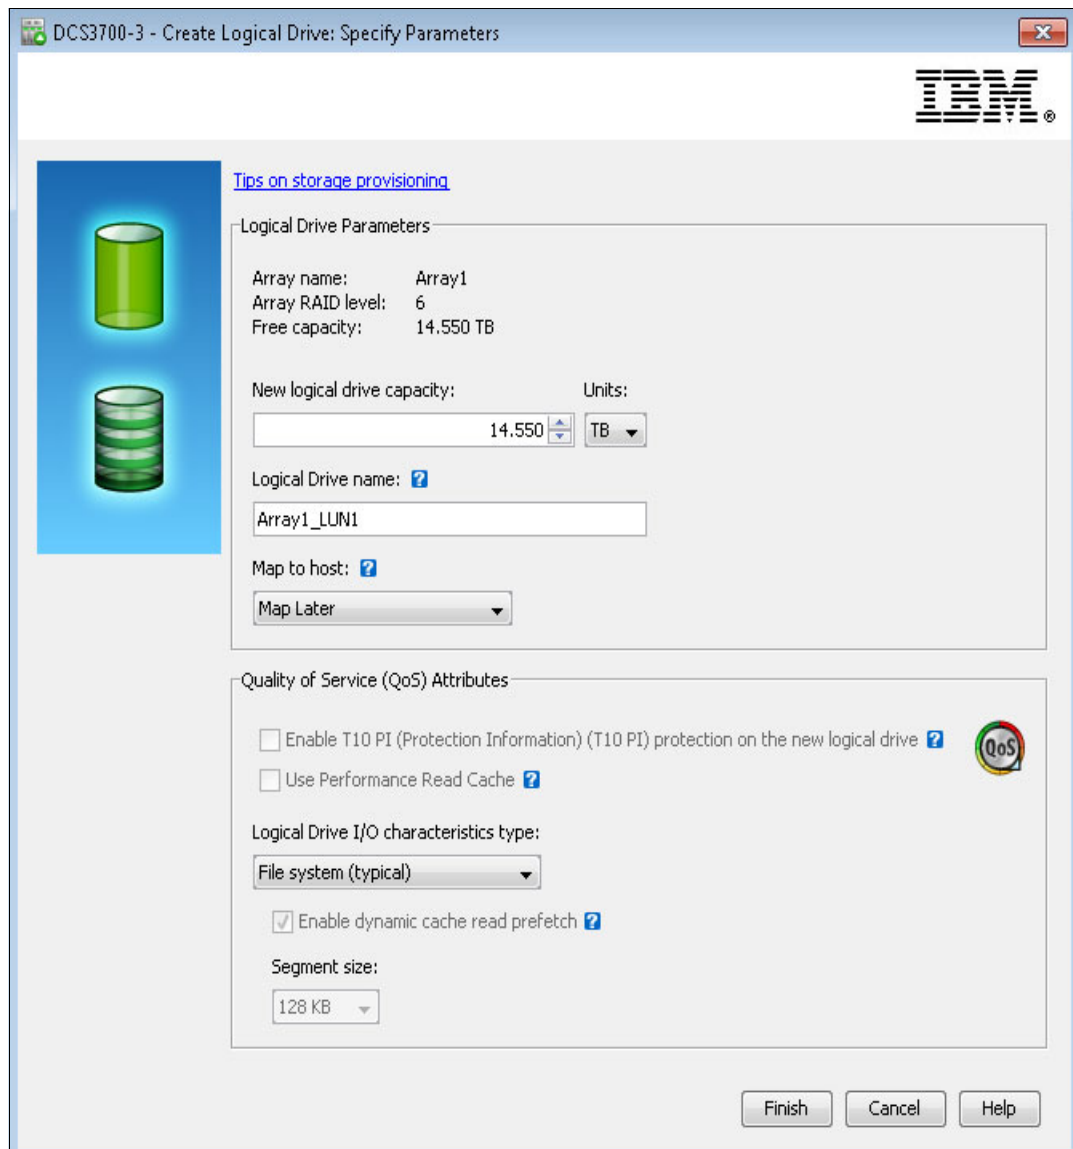 DCS3700-3 - Create Logical Drive: Specify Parameters
IBM®
Tips on storage provisioning
Logical Drive Parameters
Array name: Array1
Array RAID level: 6
Free capacity: 14.550 TB
New logical drive capacity: Units:
14.550 TB
Logical Drive name: ?
Array1_LUN1
Map to host: ?
Map Later
Quality of Service (QoS) Attributes
Enable T10 PI (Protection Information) (T10 PI) protection on the new logical drive ?
QoS
Use Performance Read Cache ?
Logical Drive I/O characteristics type:
File system (typical)
Enable dynamic cache read prefetch ?
Segment size:
128 KB
Finish Cancel Help